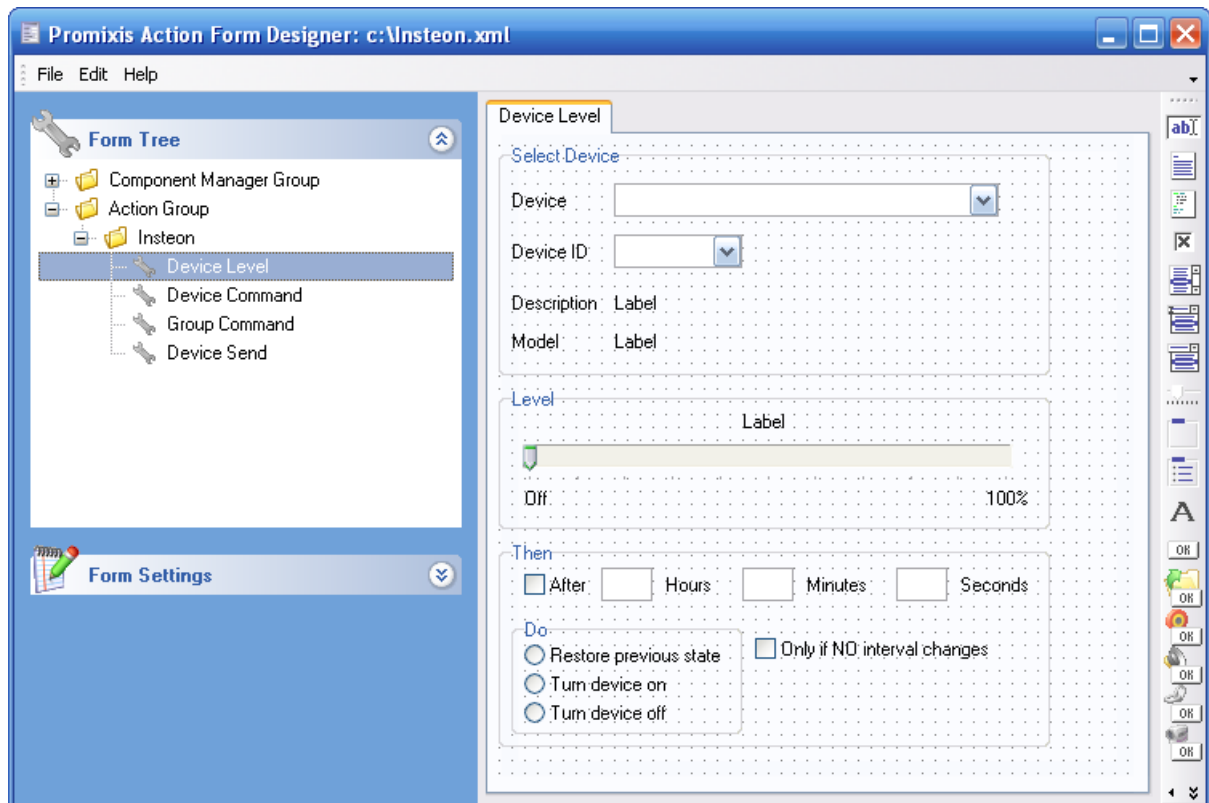 Promixis Action Form Designer: c:\Insteon.xml
File Edit Help
Form Tree
Component Manager Group
Action Group
Insteon
Device Level
Device Command
Group Command
Device Send
Form Settings
Device Level
Select Device
Device
Device ID
Description Label
Model Label
Level
Label
Off 100%
Then
After Hours Minutes Seconds
Do
Restore previous state
Turn device on
Turn device off
Only if NO interval changes
ab
A
OK
OK
OK
OK
OK
OK